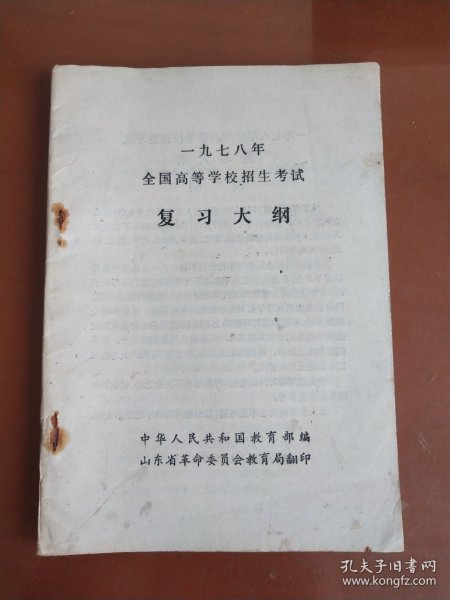 一九七八年
全国高等学校招生考试
复习大纲
中华人民共和国教育部编
山东省革命委员会教育局翻印
孔夫子旧书网
www.kongfz.com